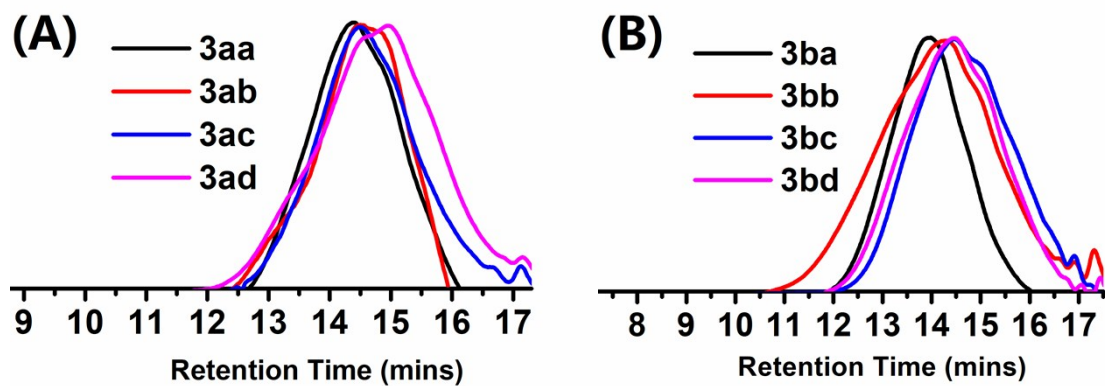 (A)
3aa
3ab
3ac
3ad
9 10 11 12 13 14 15 16 17
Retention Time (mins)
(B)
3ba
3bb
3bc
3bd
8 9 10 11 12 13 14 15 16 17
Retention Time (mins)